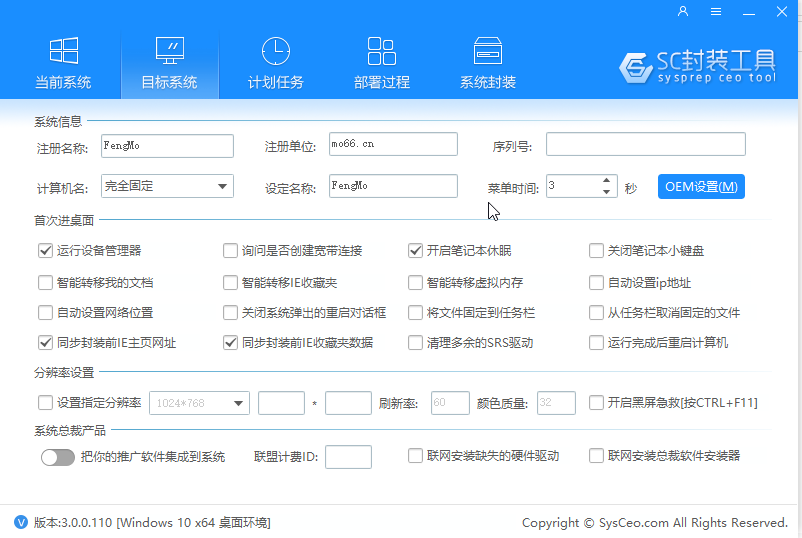 当前系统 目标系统 计划任务 部署过程 系统封装 SC封装工具
sysprep ceo tool
系统信息
注册名称: FengMo 注册单位: mo66.cn 序列号:
计算机名: 完全固定 设定名称: FengMo 菜单时间: 3 秒 OEM设置(M)
首次进桌面
运行设备管理器 询问是否创建宽带连接 开启笔记本休眠 关闭笔记本小键盘
智能转移我的文档 智能转移IE收藏夹 智能转移虚拟内存 自动设置ip地址
自动设置网络位置 关闭系统弹出的重启对话框 将文件固定到任务栏 从任务栏取消固定的文件
同步封装前IE主页网址 同步封装前IE收藏夹数据 清理多余的SRS驱动 运行完成后重启计算机
分辨率设置
设置指定分辨率 1024*768 * 刷新率: 60 颜色质量: 32 开启黑屏急救[按CTRL+F11]
系统总裁产品
把你的推广软件集成到系统 联盟计费ID: 联网安装缺失的硬件驱动 联网安装总裁软件安装器
V 版本:3.0.0.110 [Windows 10 x64 桌面环境] Copyright © SysCeo.com All Rights Reserved.